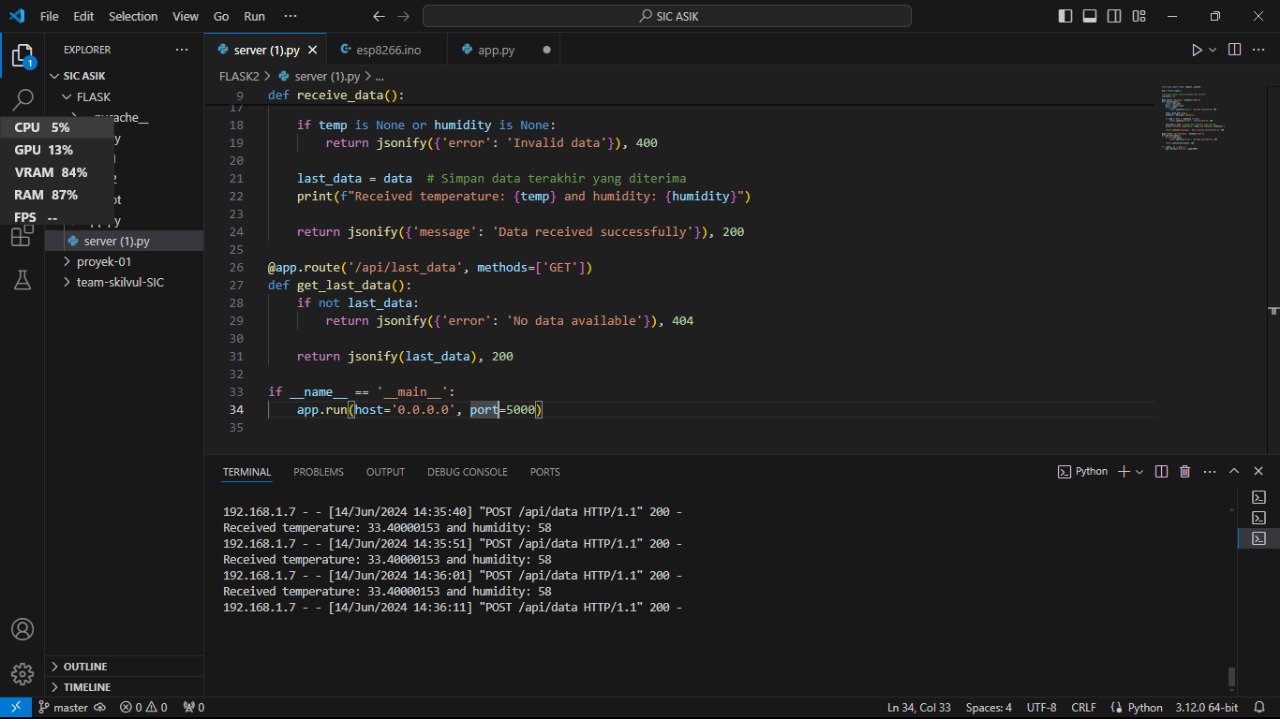 File Edit Selection View Go Run ··· SIC ASIK
EXPLORER ···
SIC ASIK
FLASK
CPU 5%
GPU 13%
VRAM 84%
RAM 87%
FPS --
server (1).py
proyek-01
team-skilvul-SIC
OUTLINE
TIMELINE
1
server (1).py esp8266.ino app.py
FLASK2 > server (1).py > ...
9 def receive_data():
17
18 if temp is None or humidity is None:
19 return jsonify({'error': 'Invalid data'}), 400
20
21 last_data = data # Simpan data terakhir yang diterima
22 print(f"Received temperature: {temp} and humidity: {humidity}")
23
24 return jsonify({'message': 'Data received successfully'}), 200
25
26 @app.route('/api/last_data', methods=['GET'])
27 def get_last_data():
28 if not last_data:
29 return jsonify({'error': 'No data available'}), 404
30
31 return jsonify(last_data), 200
32
33 if __name__ == '__main__':
34 app.run(host='0.0.0.0', port=5000)
35
TERMINAL PROBLEMS OUTPUT DEBUG CONSOLE PORTS Python
192.168.1.7 - - [14/Jun/2024 14:35:40] "POST /api/data HTTP/1.1" 200 -
Received temperature: 33.40000153 and humidity: 58
192.168.1.7 - - [14/Jun/2024 14:35:51] "POST /api/data HTTP/1.1" 200 -
Received temperature: 33.40000153 and humidity: 58
192.168.1.7 - - [14/Jun/2024 14:36:01] "POST /api/data HTTP/1.1" 200 -
Received temperature: 33.40000153 and humidity: 58
192.168.1.7 - - [14/Jun/2024 14:36:11] "POST /api/data HTTP/1.1" 200 -
master 0 0 0 Ln 34, Col 33 Spaces: 4 UTF-8 CRLF Python 3.12.0 64-bit